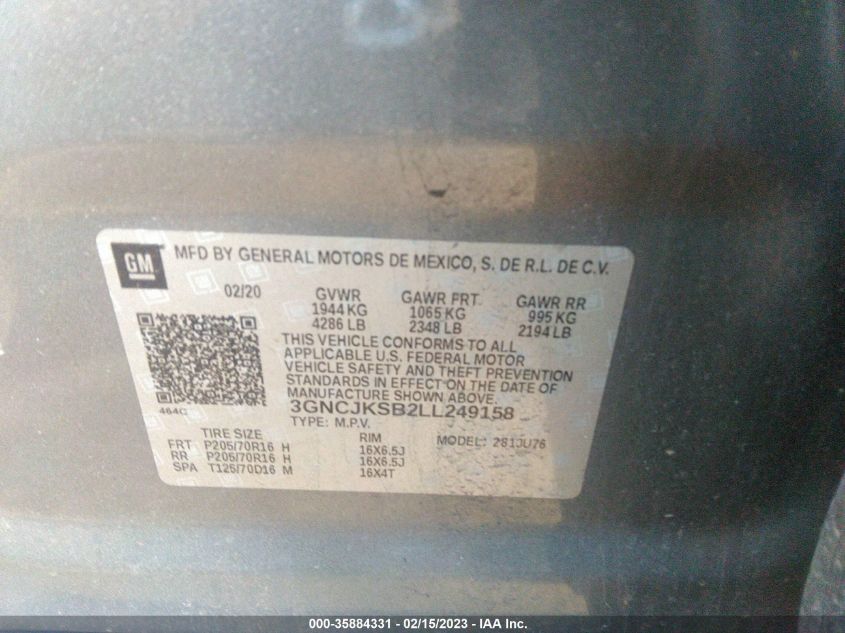 GM
MFD BY GENERAL MOTORS DE MEXICO, S. DE R.L. DE C.V.
02/20 GVWR GAWR FRT. GAWR RR
1944 KG 1065 KG 995 KG
4286 LB 2348 LB 2194 LB
THIS VEHICLE CONFORMS TO ALL
APPLICABLE U.S. FEDERAL MOTOR
VEHICLE SAFETY AND THEFT PREVENTION
STANDARDS IN EFFECT ON THE DATE OF
MANUFACTURE SHOWN ABOVE.
464C 3GNCJKSB2LL249158
TYPE: M.P.V.
TIRE SIZE RIM MODEL: 281JU76
FRT P205/70R16 H 16X6.5J
RR P205/70R16 H 16X6.5J
SPA T125/70D16 M 16X4T
000-35884331 - 02/15/2023 - IAA Inc.